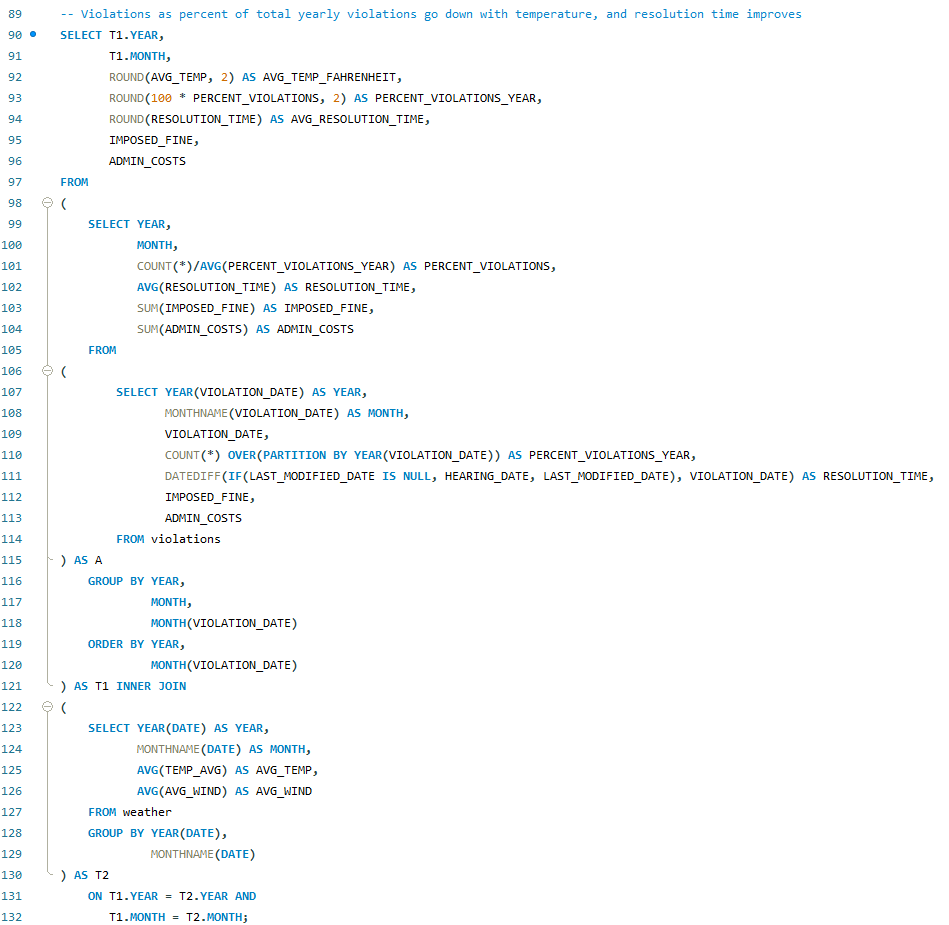 89 -- Violations as percent of total yearly violations go down with temperature, and resolution time improves
90 SELECT T1.YEAR,
91 T1.MONTH,
92 ROUND(AVG_TEMP, 2) AS AVG_TEMP_FAHRENHEIT,
93 ROUND(100 * PERCENT_VIOLATIONS, 2) AS PERCENT_VIOLATIONS_YEAR,
94 ROUND(RESOLUTION_TIME) AS AVG_RESOLUTION_TIME,
95 IMPOSED_FINE,
96 ADMIN_COSTS
97 FROM
98 (
99 SELECT YEAR,
100 MONTH,
101 COUNT(*)/AVG(PERCENT_VIOLATIONS_YEAR) AS PERCENT_VIOLATIONS,
102 AVG(RESOLUTION_TIME) AS RESOLUTION_TIME,
103 SUM(IMPOSED_FINE) AS IMPOSED_FINE,
104 SUM(ADMIN_COSTS) AS ADMIN_COSTS
105 FROM
106 (
107 SELECT YEAR(VIOLATION_DATE) AS YEAR,
108 MONTHNAME(VIOLATION_DATE) AS MONTH,
109 VIOLATION_DATE,
110 COUNT(*) OVER(PARTITION BY YEAR(VIOLATION_DATE)) AS PERCENT_VIOLATIONS_YEAR,
111 DATEDIFF(IF(LAST_MODIFIED_DATE IS NULL, HEARING_DATE, LAST_MODIFIED_DATE), VIOLATION_DATE) AS RESOLUTION_TIME,
112 IMPOSED_FINE,
113 ADMIN_COSTS
114 FROM violations
115 ) AS A
116 GROUP BY YEAR,
117 MONTH,
118 MONTH(VIOLATION_DATE)
119 ORDER BY YEAR,
120 MONTH(VIOLATION_DATE)
121 ) AS T1 INNER JOIN
122 (
123 SELECT YEAR(DATE) AS YEAR,
124 MONTHNAME(DATE) AS MONTH,
125 AVG(TEMP_AVG) AS AVG_TEMP,
126 AVG(AVG_WIND) AS AVG_WIND
127 FROM weather
128 GROUP BY YEAR(DATE),
129 MONTHNAME(DATE)
130 ) AS T2
131 ON T1.YEAR = T2.YEAR AND
132 T1.MONTH = T2.MONTH;